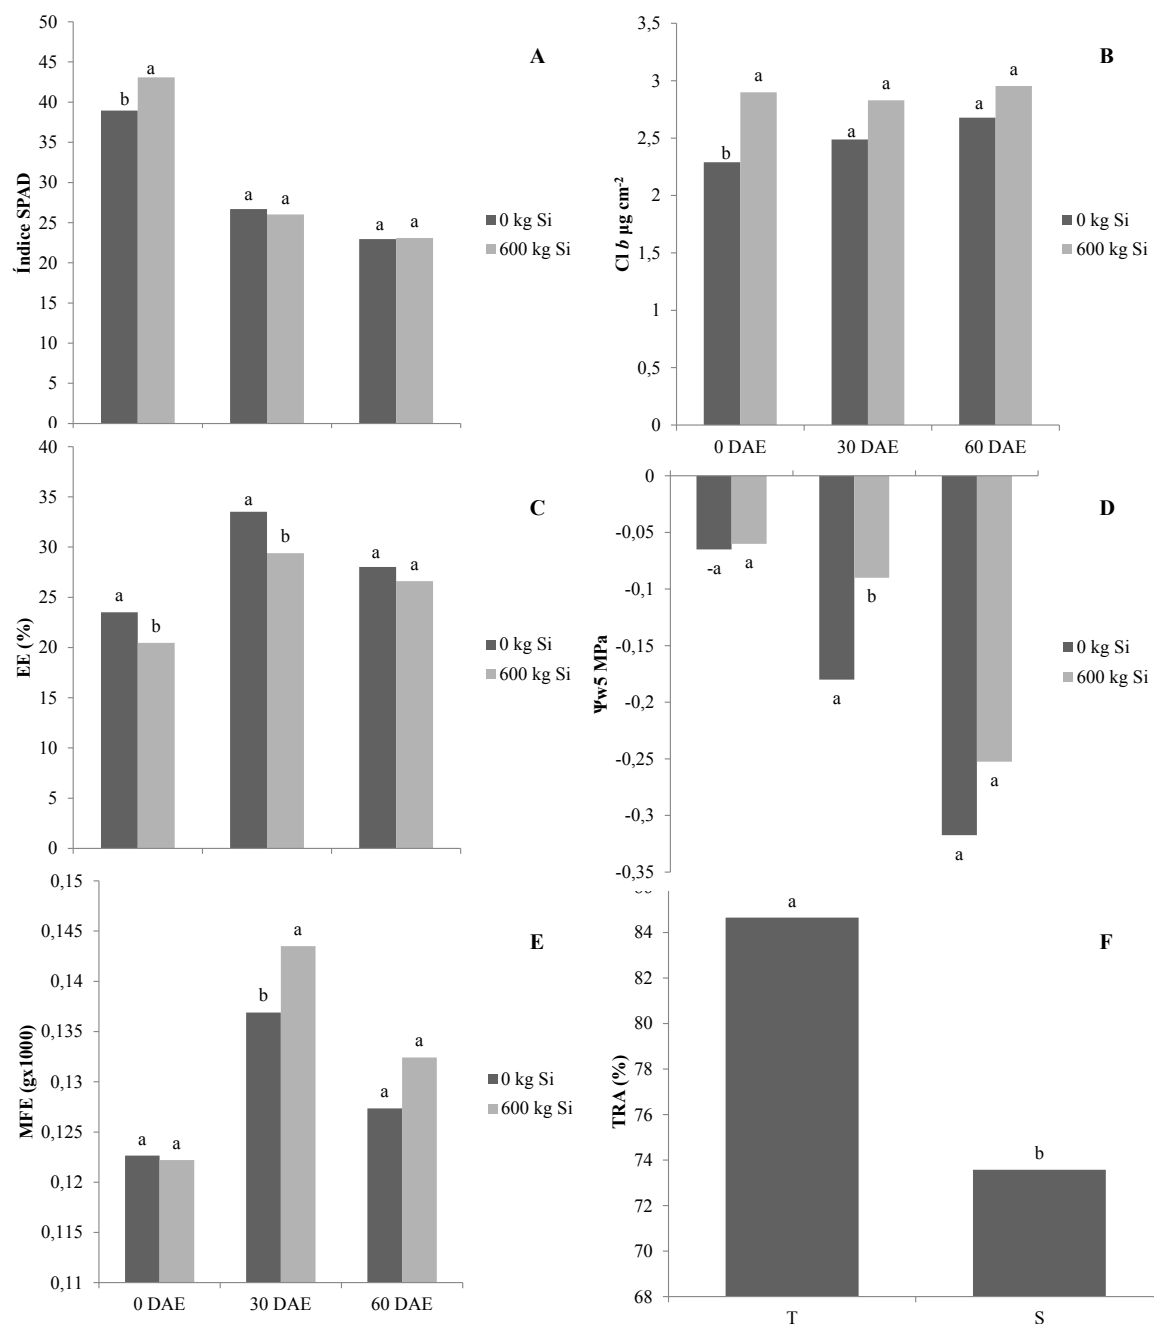 A
Índice SPAD
50
45
40
35
30
25
20
15
10
5
0
b
a
a
a
a
a
0 kg Si
600 kg Si
B
Cl b µg cm-2
3,5
3
2,5
2
1,5
1
0,5
0
b
a
a
a
a
a
0 DAE
30 DAE
60 DAE
0 kg Si
600 kg Si
C
EE (%)
40
35
30
25
20
15
10
5
0
a
b
a
b
a
a
0 kg Si
600 kg Si
D
Ψw5 MPa
0
-0,05
-0,1
-0,15
-0,2
-0,25
-0,3
-0,35
-a
a
a
b
a
a
0 kg Si
600 kg Si
E
MFE (gx1000)
0,15
0,145
0,14
0,135
0,13
0,125
0,12
0,115
0,11
a
a
b
a
a
a
0 DAE
30 DAE
60 DAE
0 kg Si
600 kg Si
F
TRA (%)
84
82
80
78
76
74
72
70
68
a
b
T
S